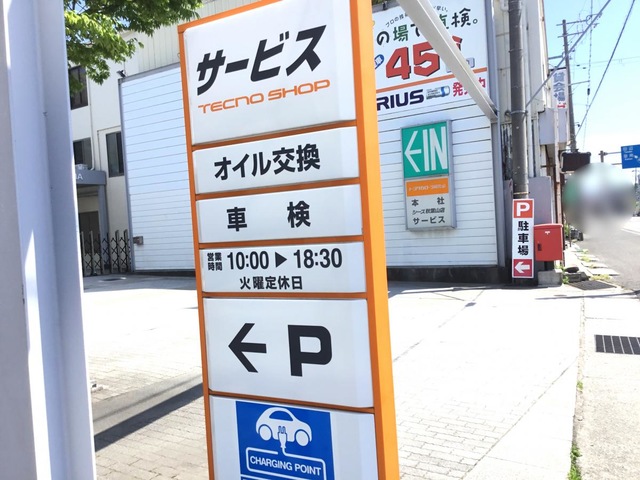 サービス
TECNO SHOP
オイル交換
車検
営業時間 10:00▶18:30
火曜定休日
← P
CHARGING POINT
の場で車検。
45
RIUS
←IN
本社
サービス
P
駐車場
←